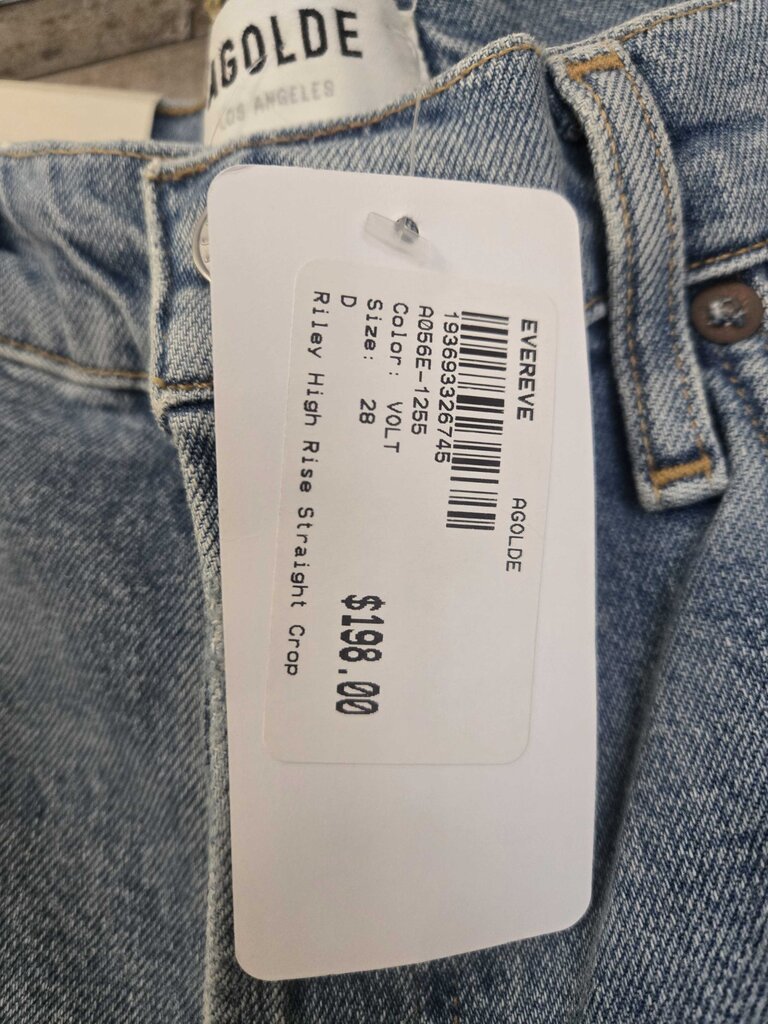 AGOLDE
LOS ANGELES
EVEREVE AGOLDE
193693326745
A056E-1255
Color: VOLT
Size: 28
D $198.00
Riley High Rise Straight Crop